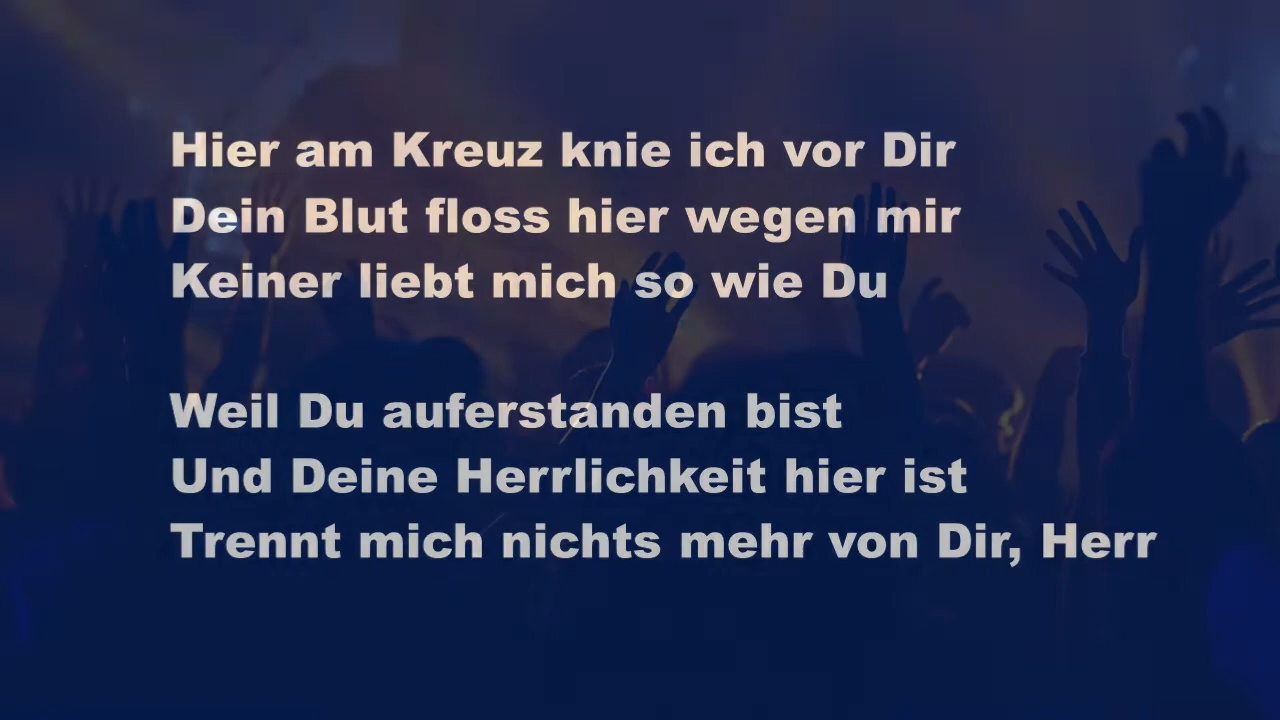 Hier am Kreuz knie ich vor Dir
Dein Blut floss hier wegen mir
Keiner liebt mich so wie Du
Weil Du auferstanden bist
Und Deine Herrlichkeit hier ist
Trennt mich nichts mehr von Dir, Herr